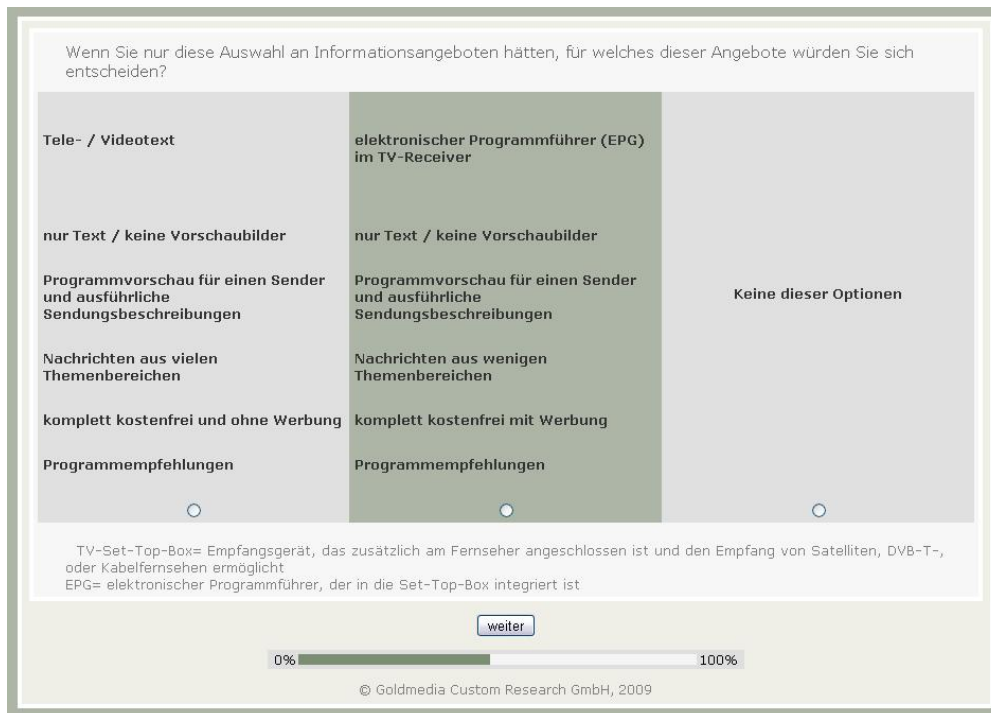 Wenn Sie nur diese Auswahl an Informationsangeboten hätten, für welches dieser Angebote würden Sie sich
entscheiden?
Tele- / Videotext
nur Text / keine Vorschaubilder
Programmvorschau für einen Sender
und ausführliche
Sendungsbeschreibungen
Nachrichten aus vielen
Themenbereichen
komplett kostenfrei und ohne Werbung
Programmempfehlungen
elektronischer Programmführer (EPG)
im TV-Receiver
nur Text / keine Vorschaubilder
Programmvorschau für einen Sender
und ausführliche
Sendungsbeschreibungen
Nachrichten aus wenigen
Themenbereichen
komplett kostenfrei mit Werbung
Programmempfehlungen
Keine dieser Optionen
TV-Set-Top-Box= Empfangsgerät, das zusätzlich am Fernseher angeschlossen ist und den Empfang von Satelliten, DVB-T-,
oder Kabelfernsehen ermöglicht
EPG= elektronischer Programmführer, der in die Set-Top-Box integriert ist
weiter
0% 100%
© Goldmedia Custom Research GmbH, 2009